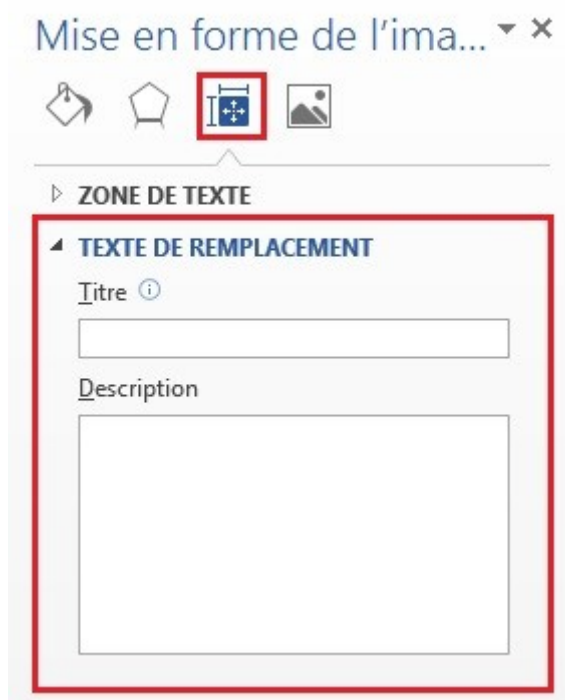 Mise en forme de l'ima...
ZONE DE TEXTE
TEXTE DE REMPLACEMENT
Titre
Description